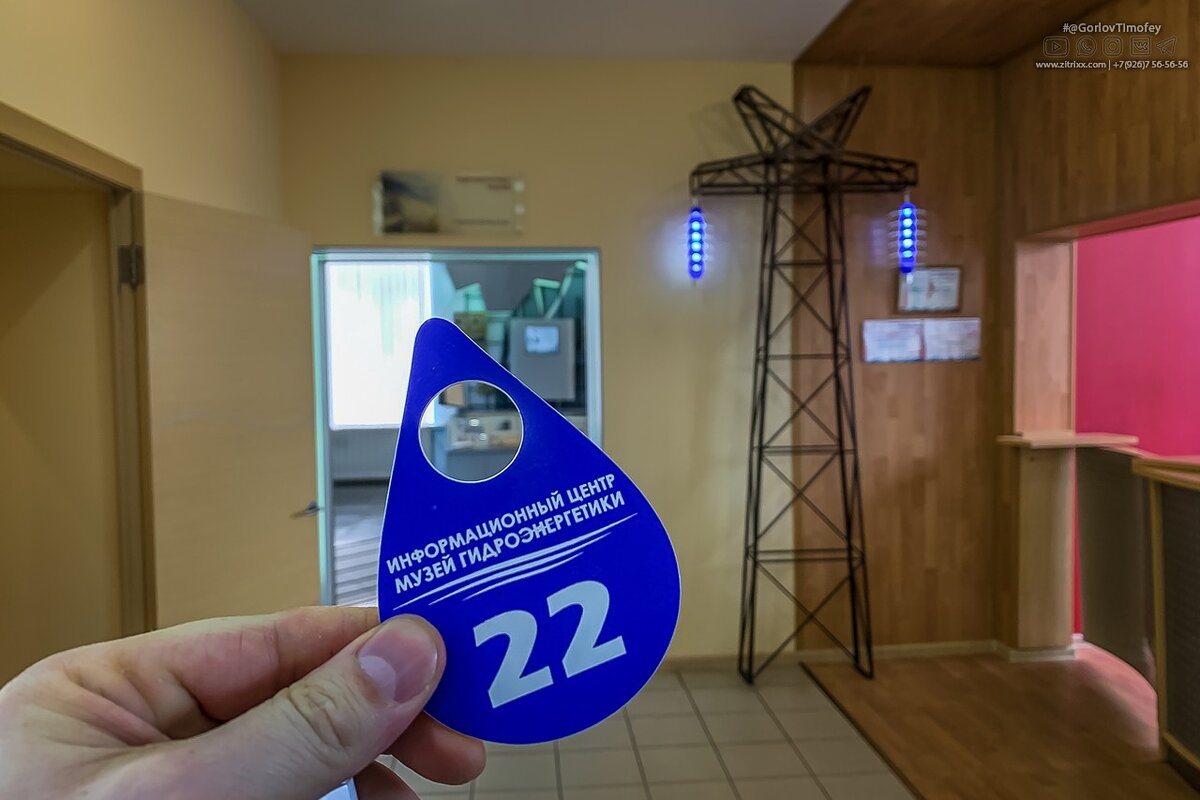 #@GorlovTImofey
www.zitrixx.com | +7(926)7 56-56-56
ИНФОРМАЦИОННЫЙ ЦЕНТР
МУЗЕЙ ГИДРОЭНЕРГЕТИКИ
22